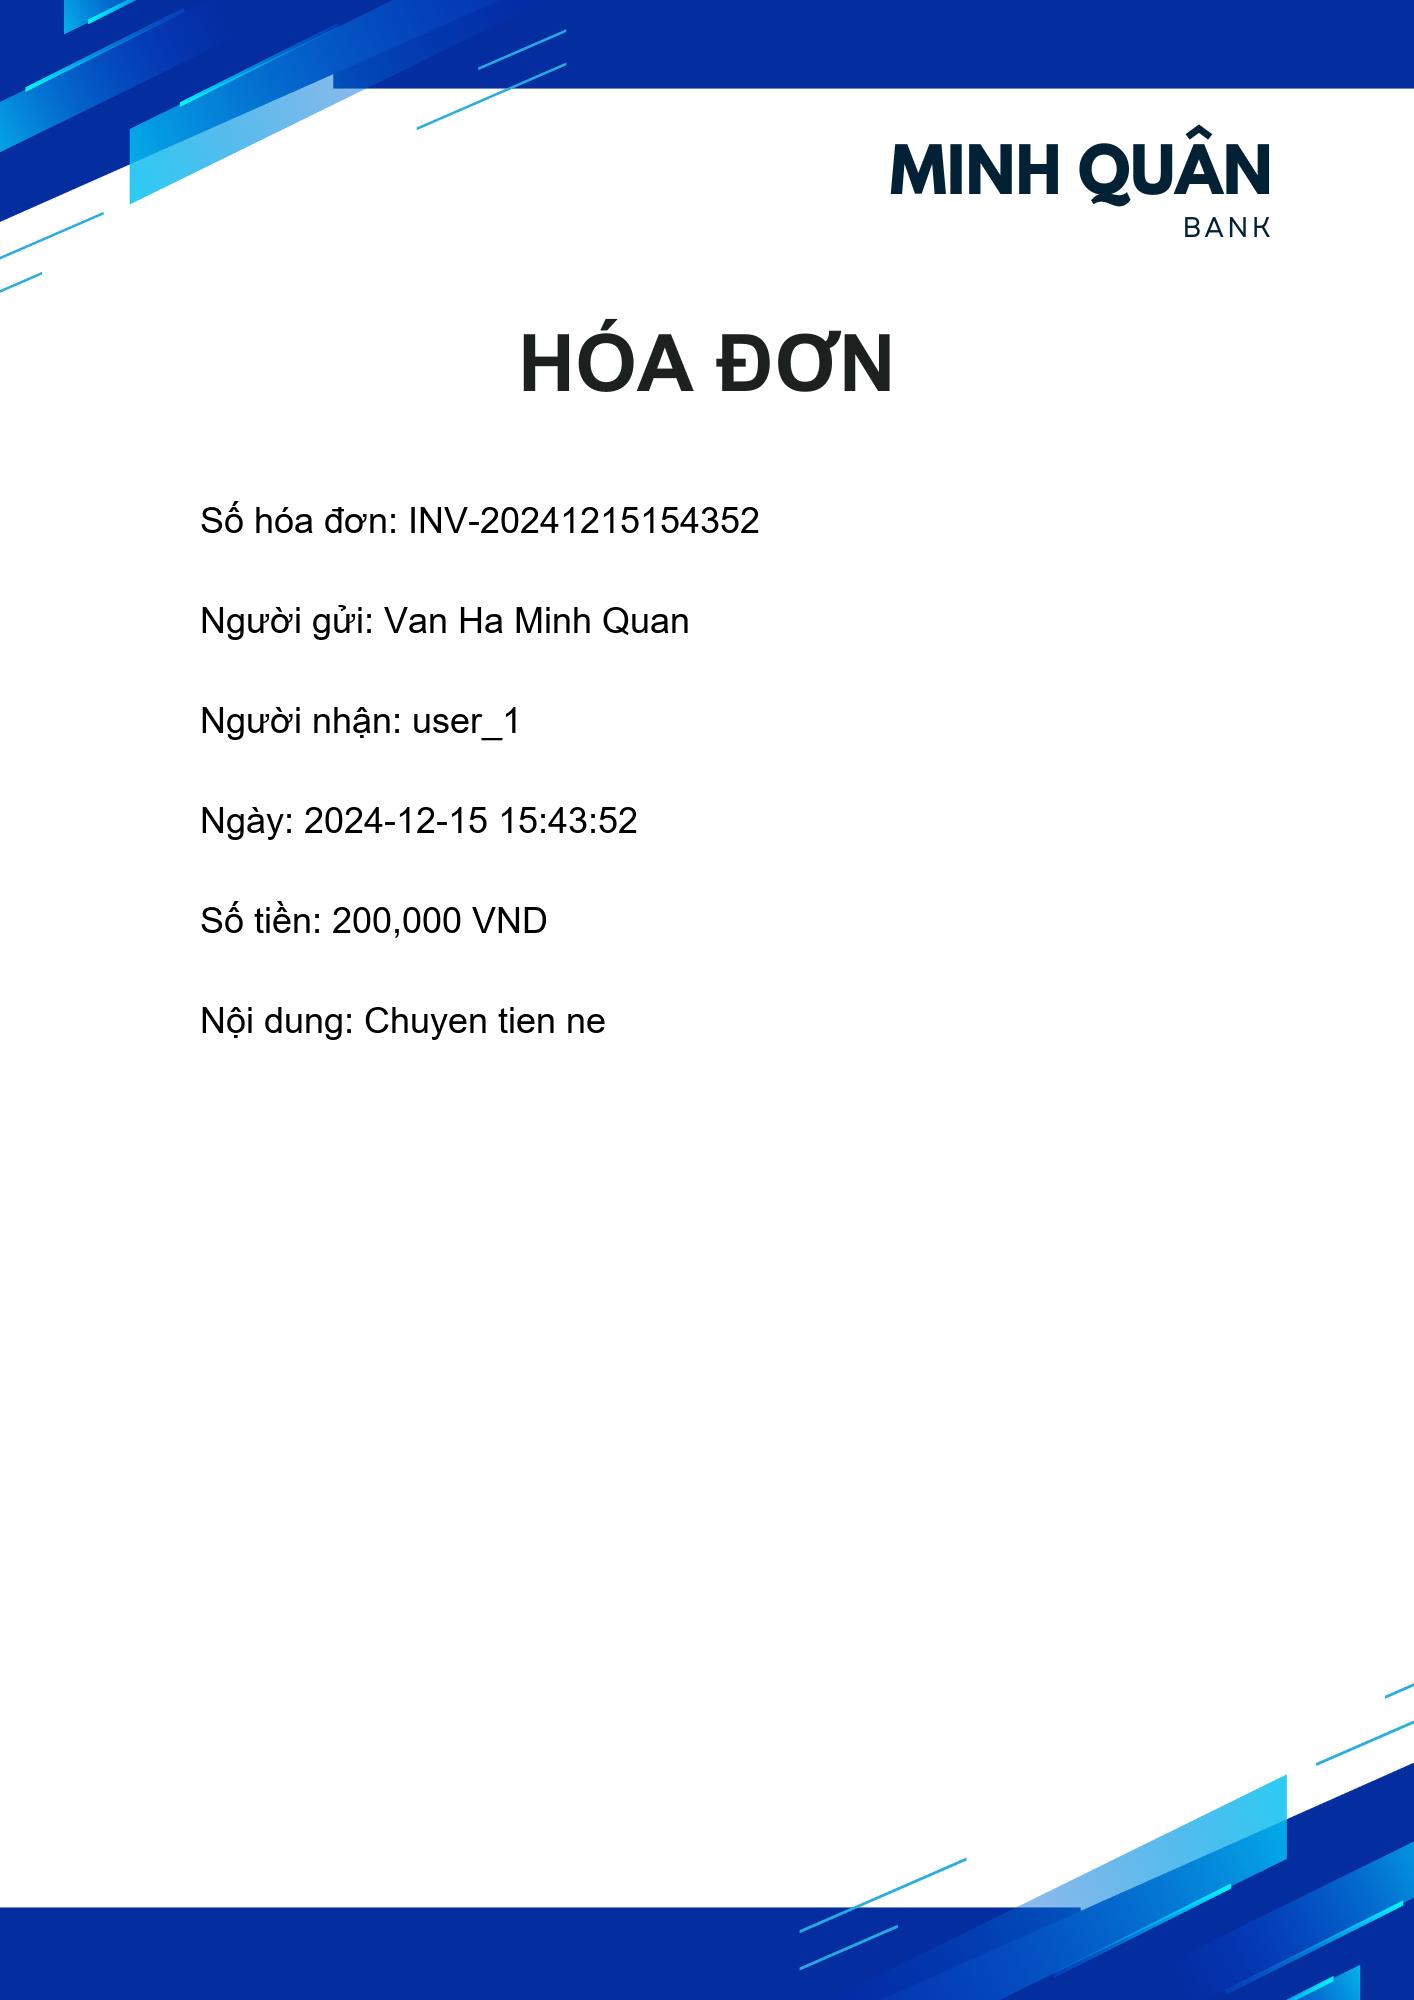 MINH QUÂN
BANK
HÓA ĐƠN
Số hóa đơn: INV-20241215154352
Người gửi: Van Ha Minh Quan
Người nhận: user_1
Ngày: 2024-12-15 15:43:52
Số tiền: 200,000 VND
Nội dung: Chuyen tien ne